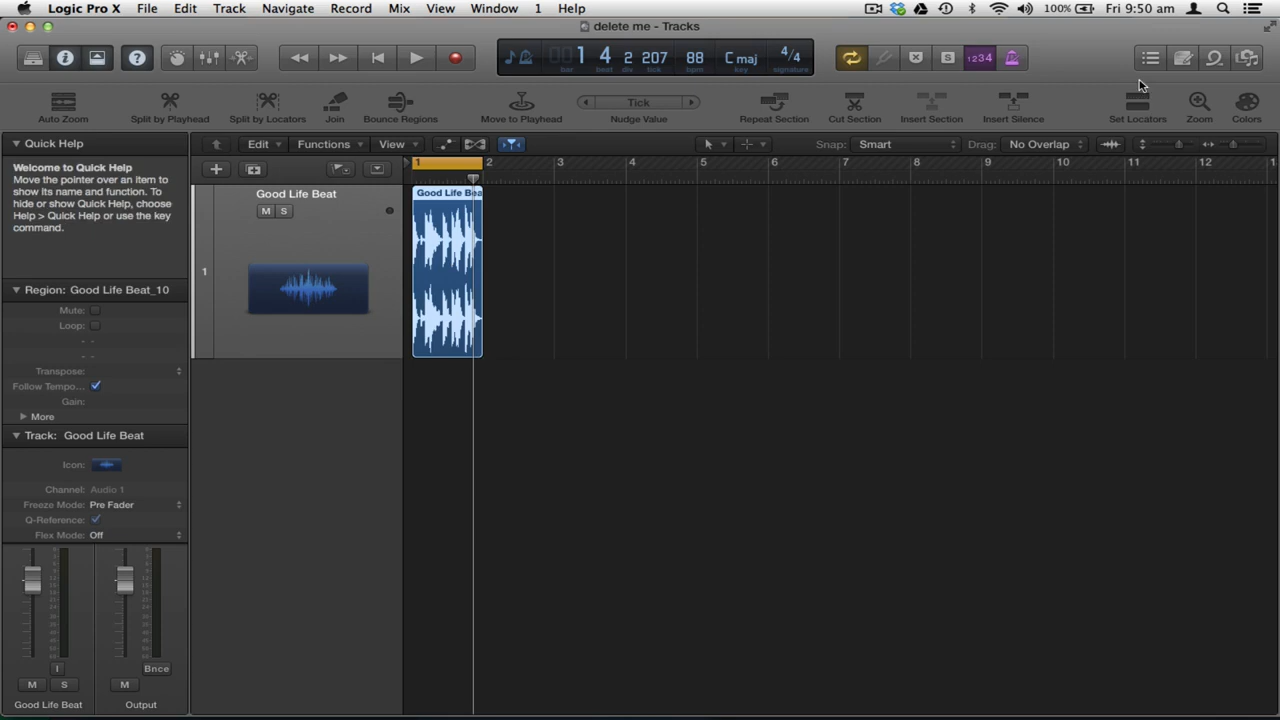 Logic Pro X File Edit Track Navigate Record Mix View Window 1 Help 100% Fri 9:50 am
delete me - Tracks
1 4 2 207 88 C maj 4/4
bar beat div tick bpm key signature
S 1234
Auto Zoom Split by Playhead Split by Locators Join Bounce Regions Move to Playhead Tick Nudge Value Repeat Section Cut Section Insert Section Insert Silence Set Locators Zoom Colors
Quick Help Edit Functions View Snap: Smart Drag: No Overlap
1 2 3 4 5 6 7 8 9 10 11 12
Welcome to Quick Help
Move the pointer over an item to
show its name and function. To
hide or show Quick Help, choose
Help > Quick Help or use the key
command.
Good Life Beat
M S
1
Good Life Bea
Region: Good Life Beat_10
Mute:
Loop:
Transpose:
Follow Tempo...
Gain:
More
Track: Good Life Beat
Icon:
Channel: Audio 1
Freeze Mode: Pre Fader
Q-Reference:
Flex Mode: Off
I Bnce
M S M
Good Life Beat Output